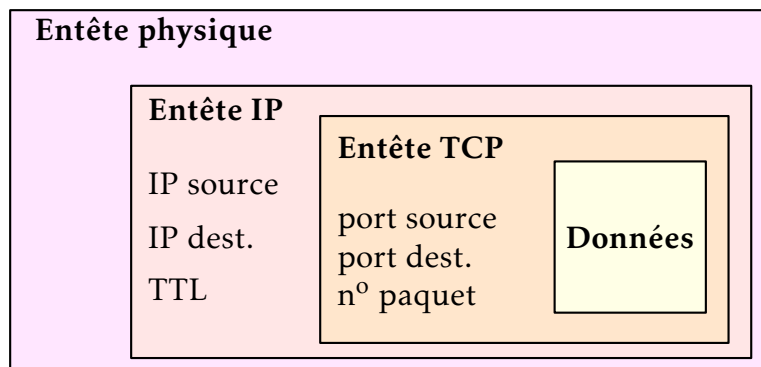 Entête physique
Entête IP
IP source
IP dest.
TTL
Entête TCP
port source
port dest.
nº paquet
Données